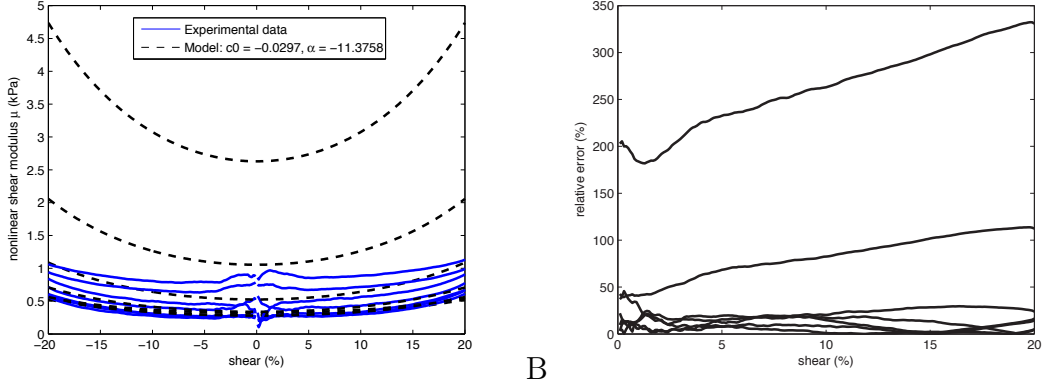 5
4.5
4
3.5
3
2.5
2
1.5
1
0.5
0
nonlinear shear modulus μ (kPa)
Experimental data
Model: c0 = −0.0297, α = −11.3758
−20 −15 −10 −5 0 5 10 15 20
shear (%)
B
350
300
250
200
150
100
50
0
relative error (%)
0 5 10 15 20
shear (%)